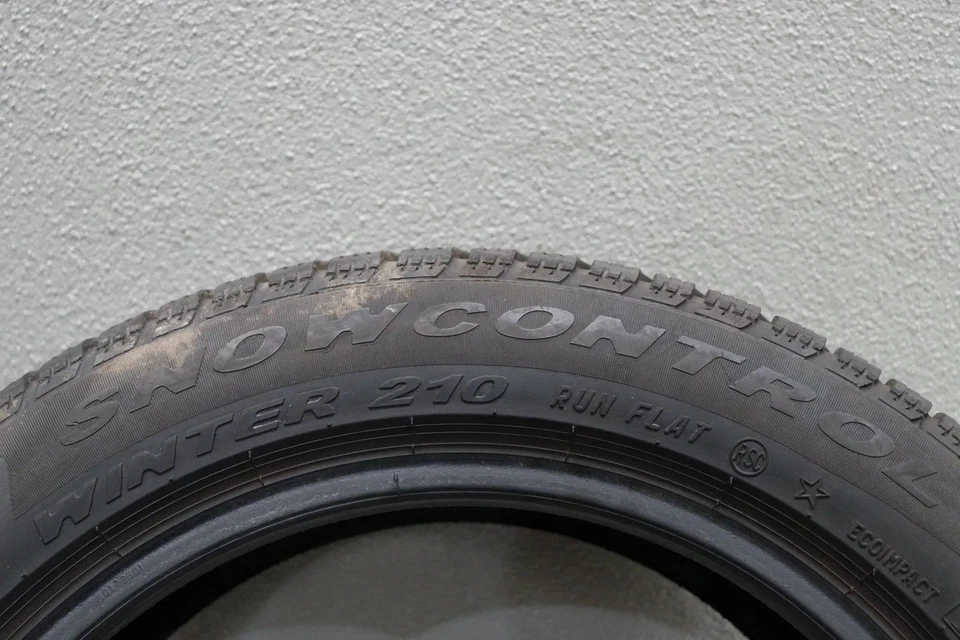 SNOWCONTROL
WINTER 210 RUN FLAT RSC ECOIMPACT